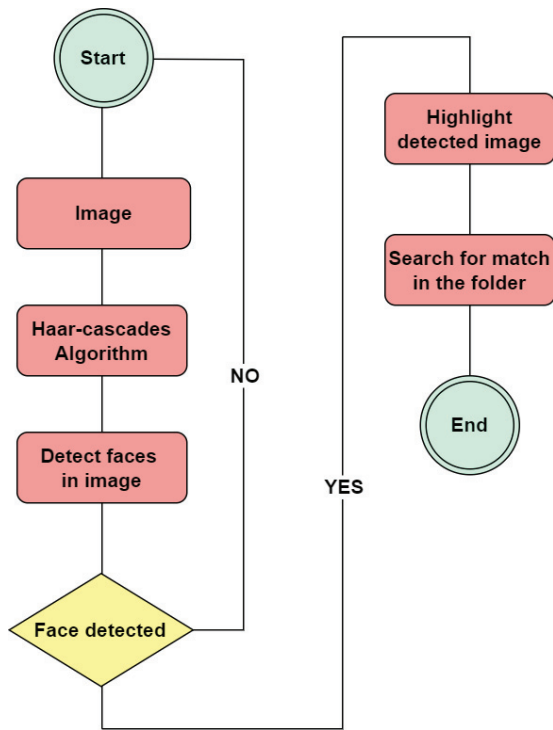 Start
Image
Haar-cascades
Algorithm
Detect faces
in image
Face detected
NO
YES
Highlight
detected image
Search for match
in the folder
End